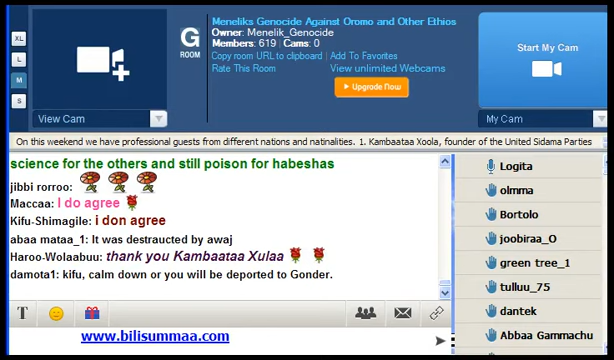 XL
L
M
S
View Cam
G
ROOM
Meneliks Genocide Against Oromo and Other Ethios
Owner: Menelik_Genocide
Members: 619 | Cams: 0
Copy room URL to clipboard | Add To Favorites
Rate This Room
View unlimited Webcams
Upgrade Now
Start My Cam
My Cam
On this weekend we have professional guests from different nations and natinalities. 1. Kambaataa Xoola, founder of the United Sidama Parties
science for the others and still poison for habeshas
jibbi rorroo:
Maccaa: I do agree
Kifu-Shimagile: i don agree
abaa mataa_1: It was destraucted by awaj
Haroo-Wolaabuu: thank you Kambaataa Xulaa
damota1: kifu, calm down or you will be deported to Gonder.
T
www.bilisummaa.com
Logita
olmma
Bortolo
joobiraa_O
green tree_1
tulluu_75
dantek
Abbaa Gammachu